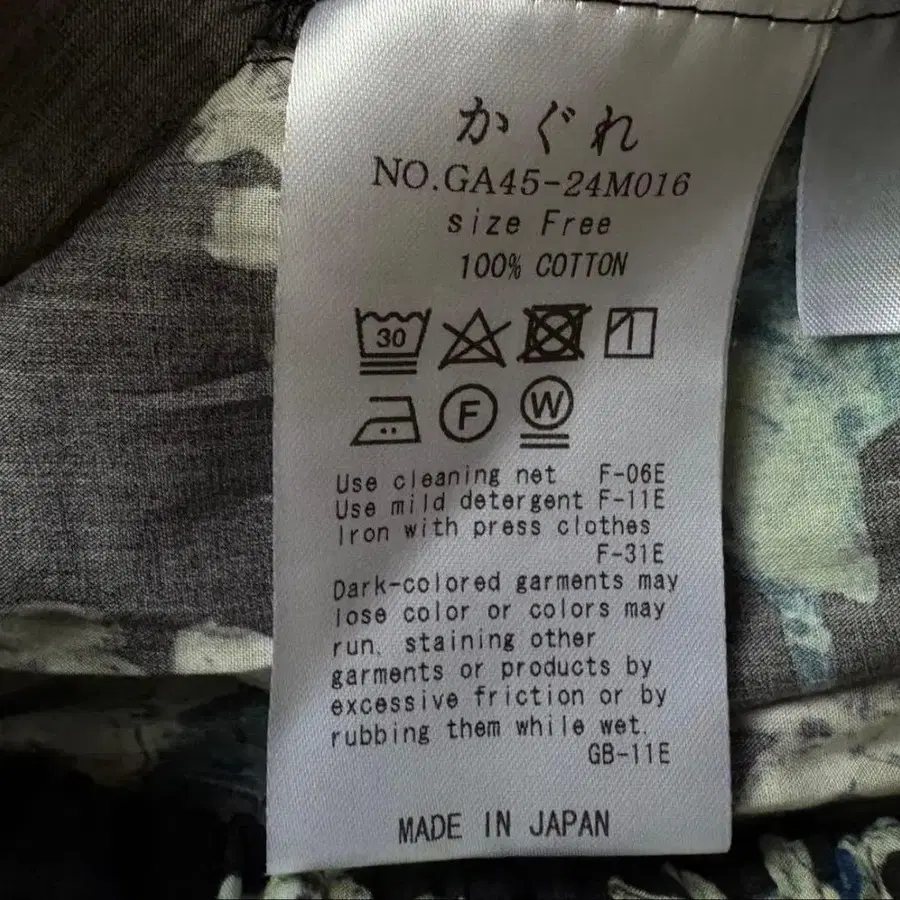 かぐれ
NO.GA45-24M016
size Free
100% COTTON
30
F W
Use cleaning net F-06E
Use mild detergent F-11E
Iron with press clothes
F-31E
Dark-colored garments may
lose color or colors may
run, staining other
garments or products by
excessive friction or by
rubbing them while wet.
GB-11E
MADE IN JAPAN